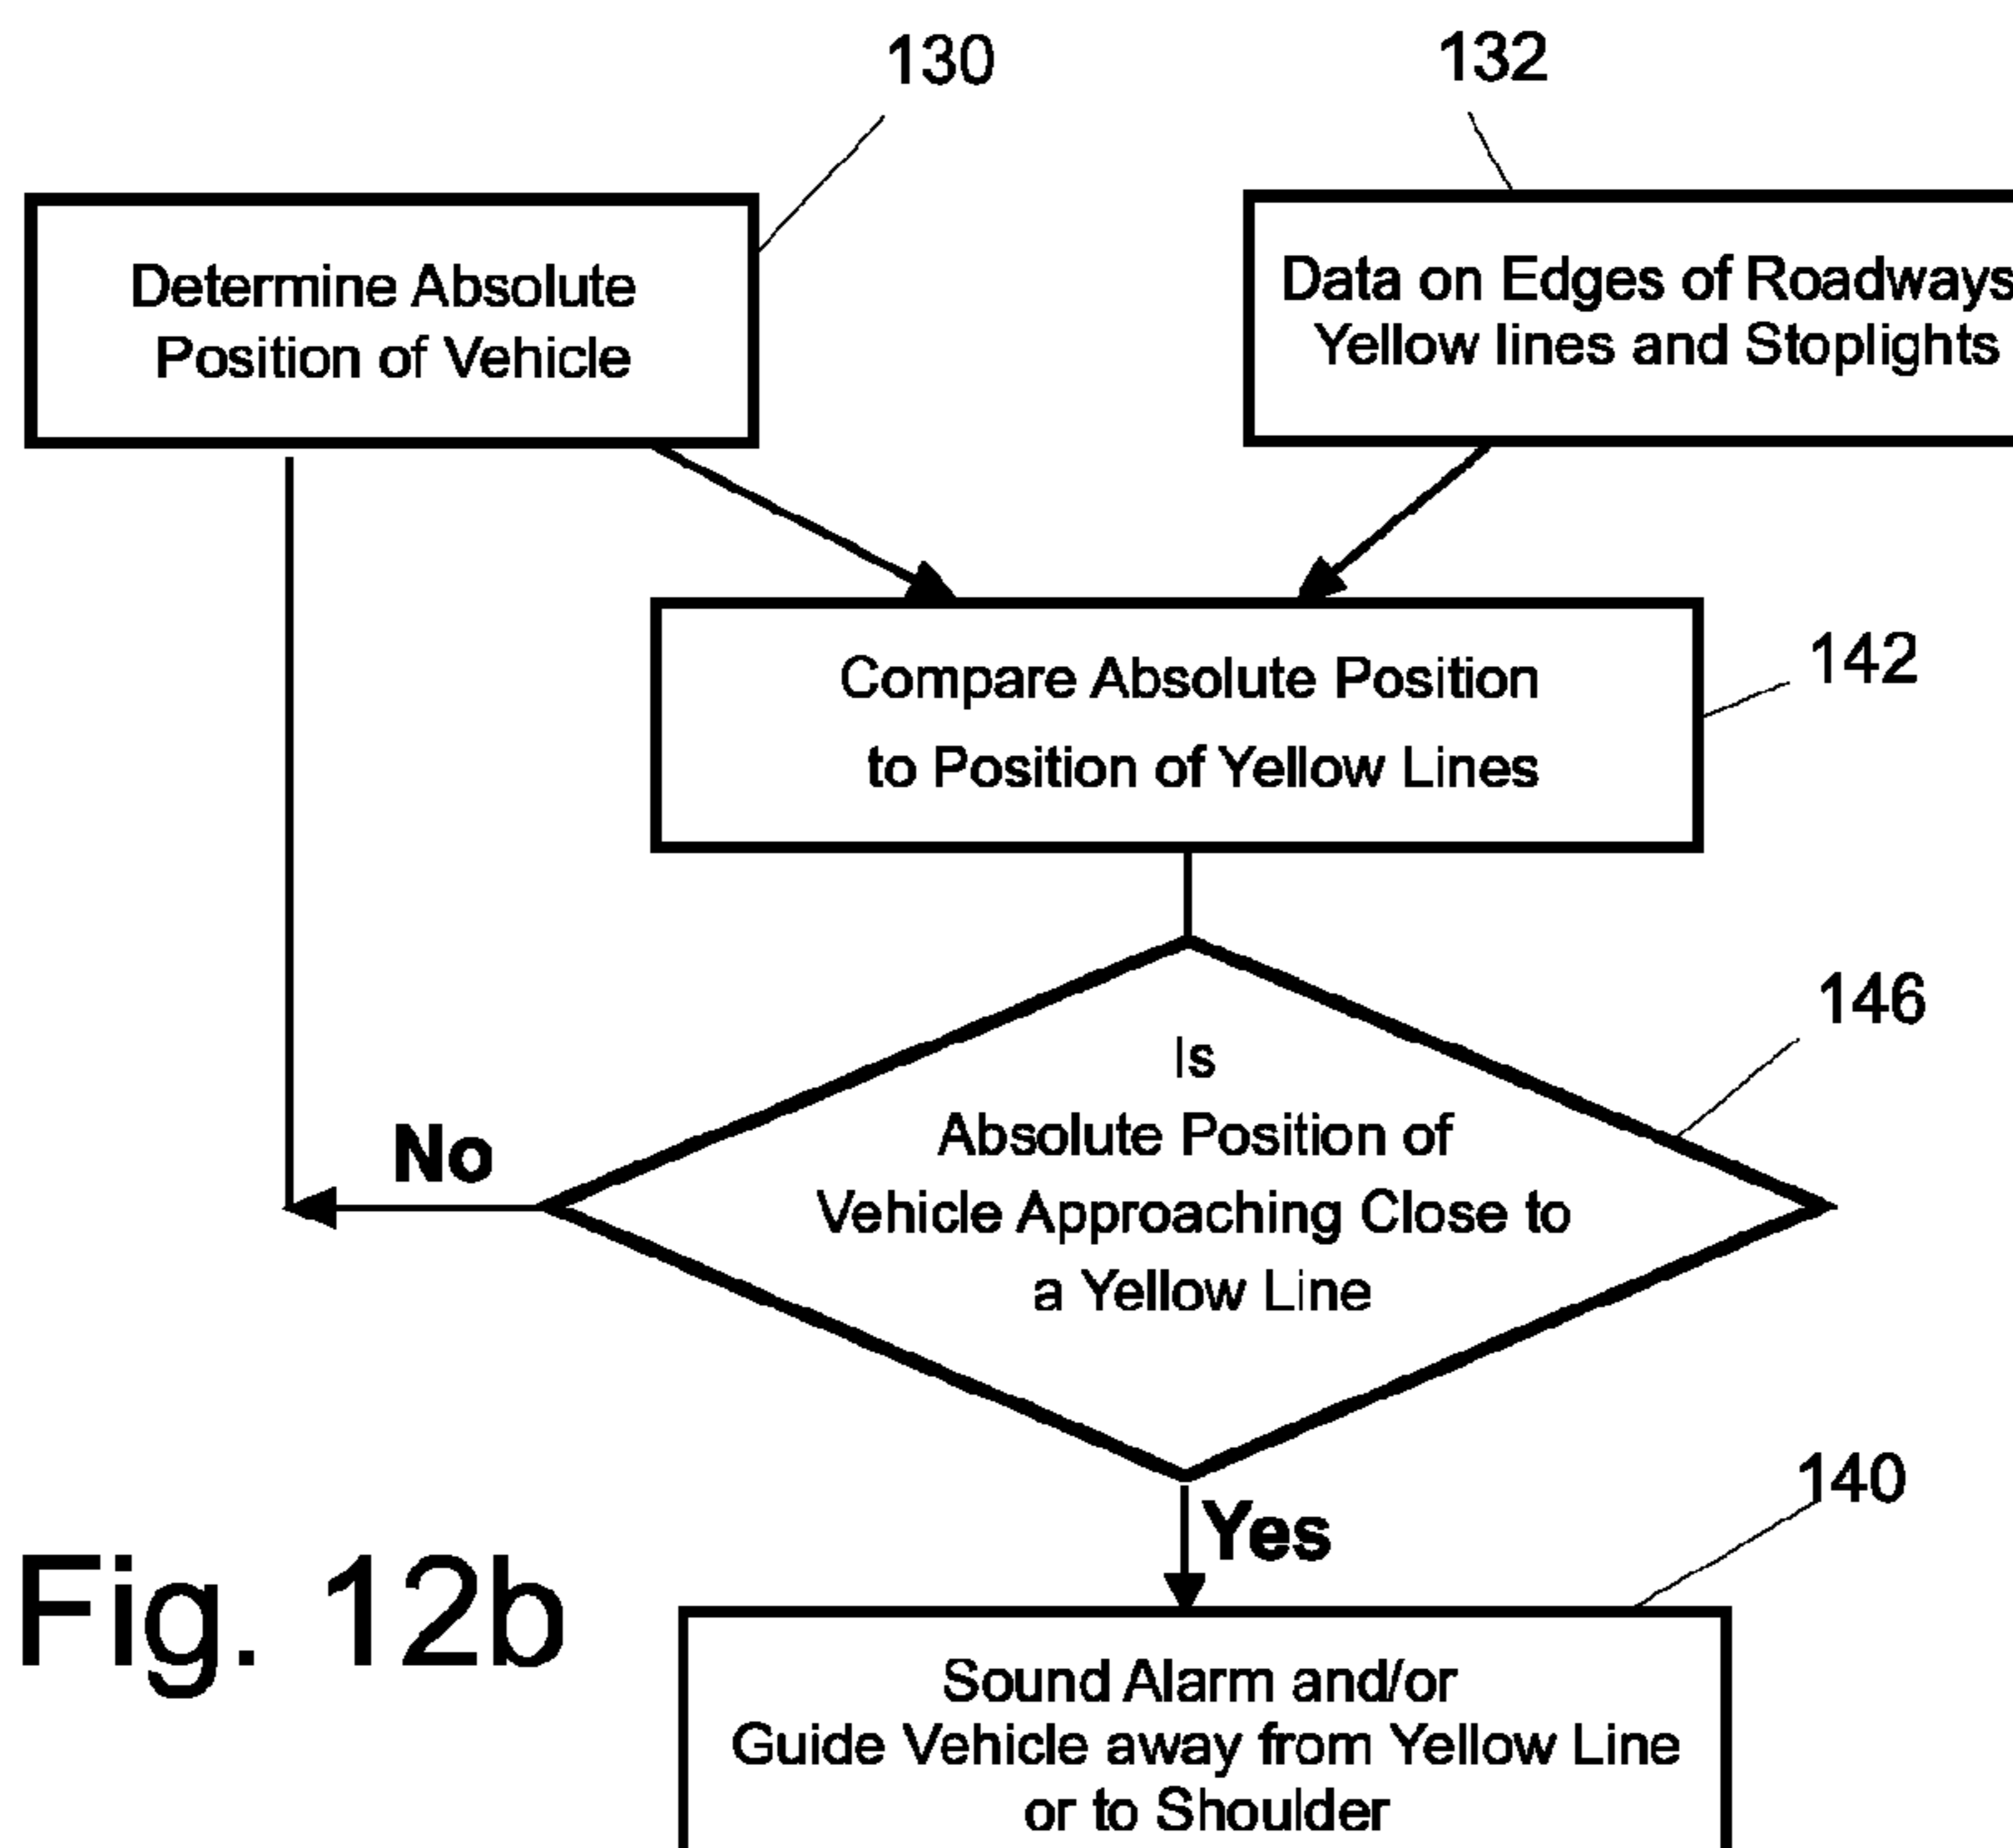 130
132
Determine Absolute
Position of Vehicle
Data on Edges of Roadways
Yellow lines and Stoplights
Compare Absolute Position
to Position of Yellow Lines
142
146
Is
Absolute Position of
Vehicle Approaching Close to
a Yellow Line
No
Yes
140
Sound Alarm and/or
Guide Vehicle away from Yellow Line
or to Shoulder
Fig. 12b